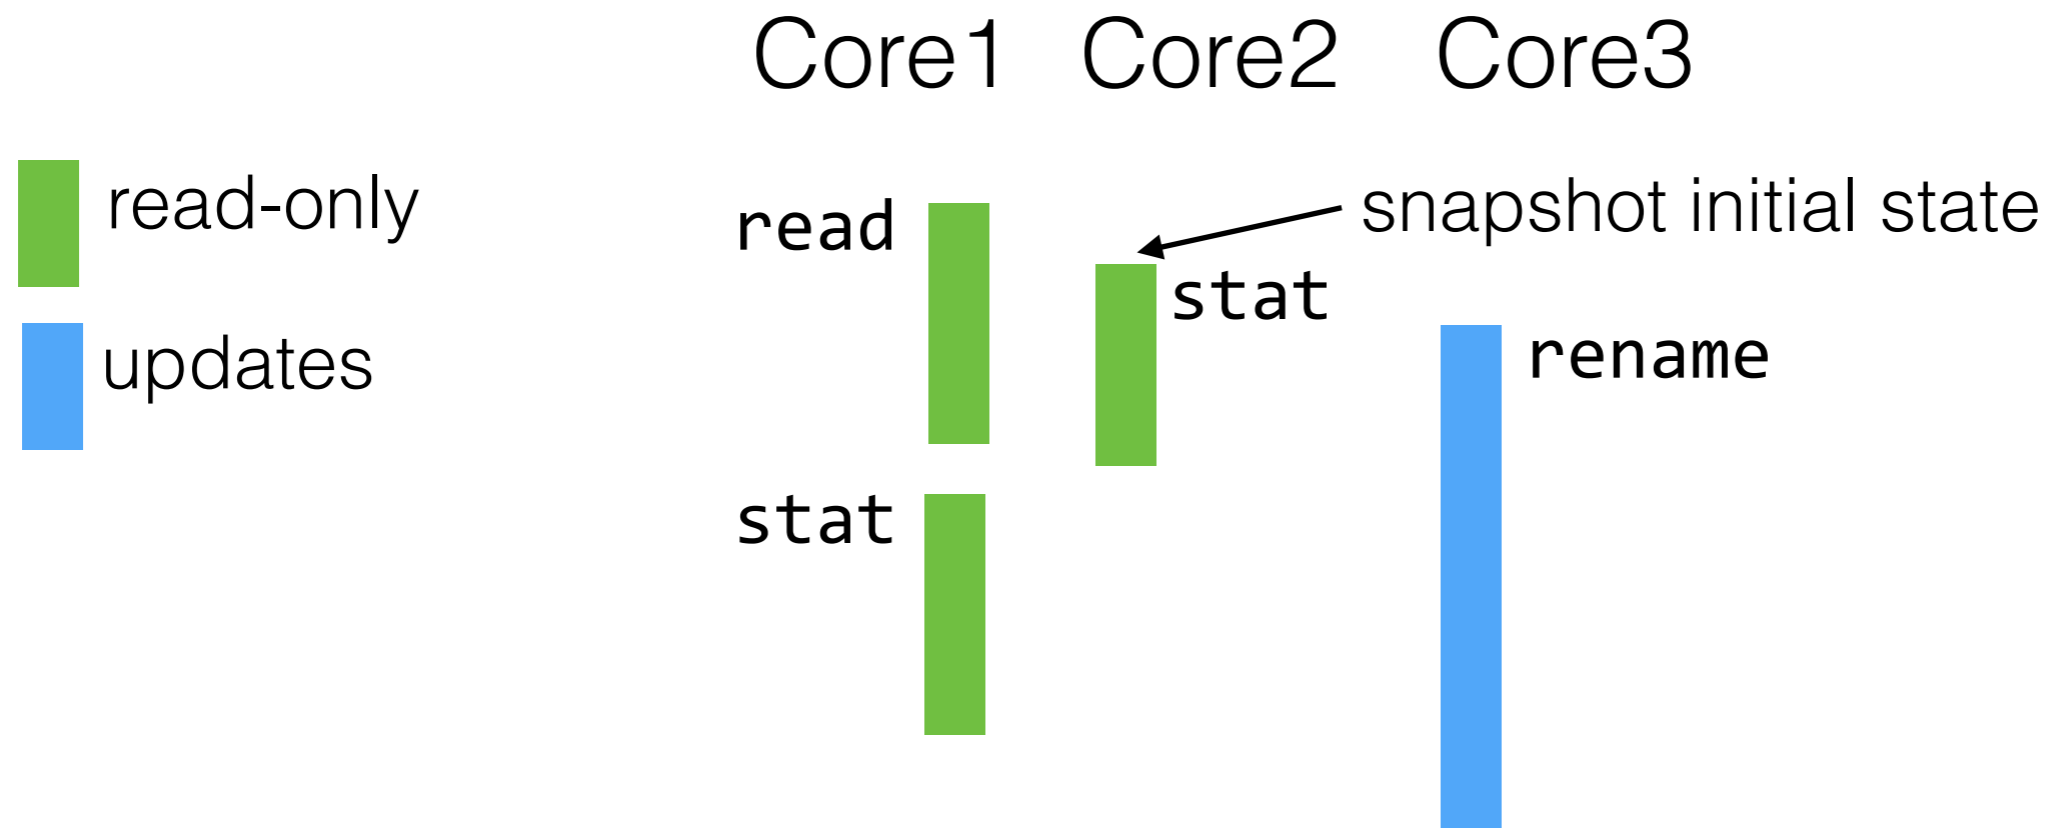 Core1 Core2 Core3
read-only
read
snapshot initial state
stat
updates
rename
stat